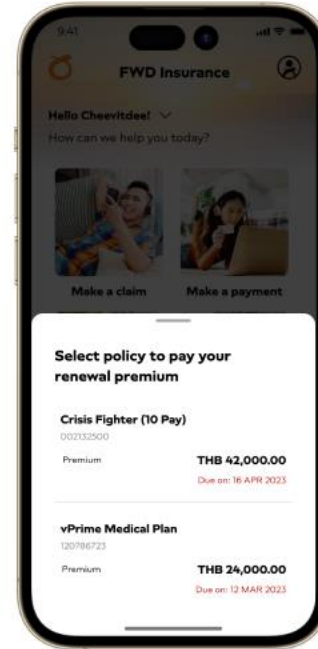 9:41
FWD Insurance
Hello Cheevitdee!
How can we help you today?
Make a claim
Make a payment
Select policy to pay your
renewal premium
Crisis Fighter (10 Pay)
002132500
Premium
THB 42,000.00
Due on: 16 APR 2023
vPrime Medical Plan
120786723
Premium
THB 24,000.00
Due on: 12 MAR 2023